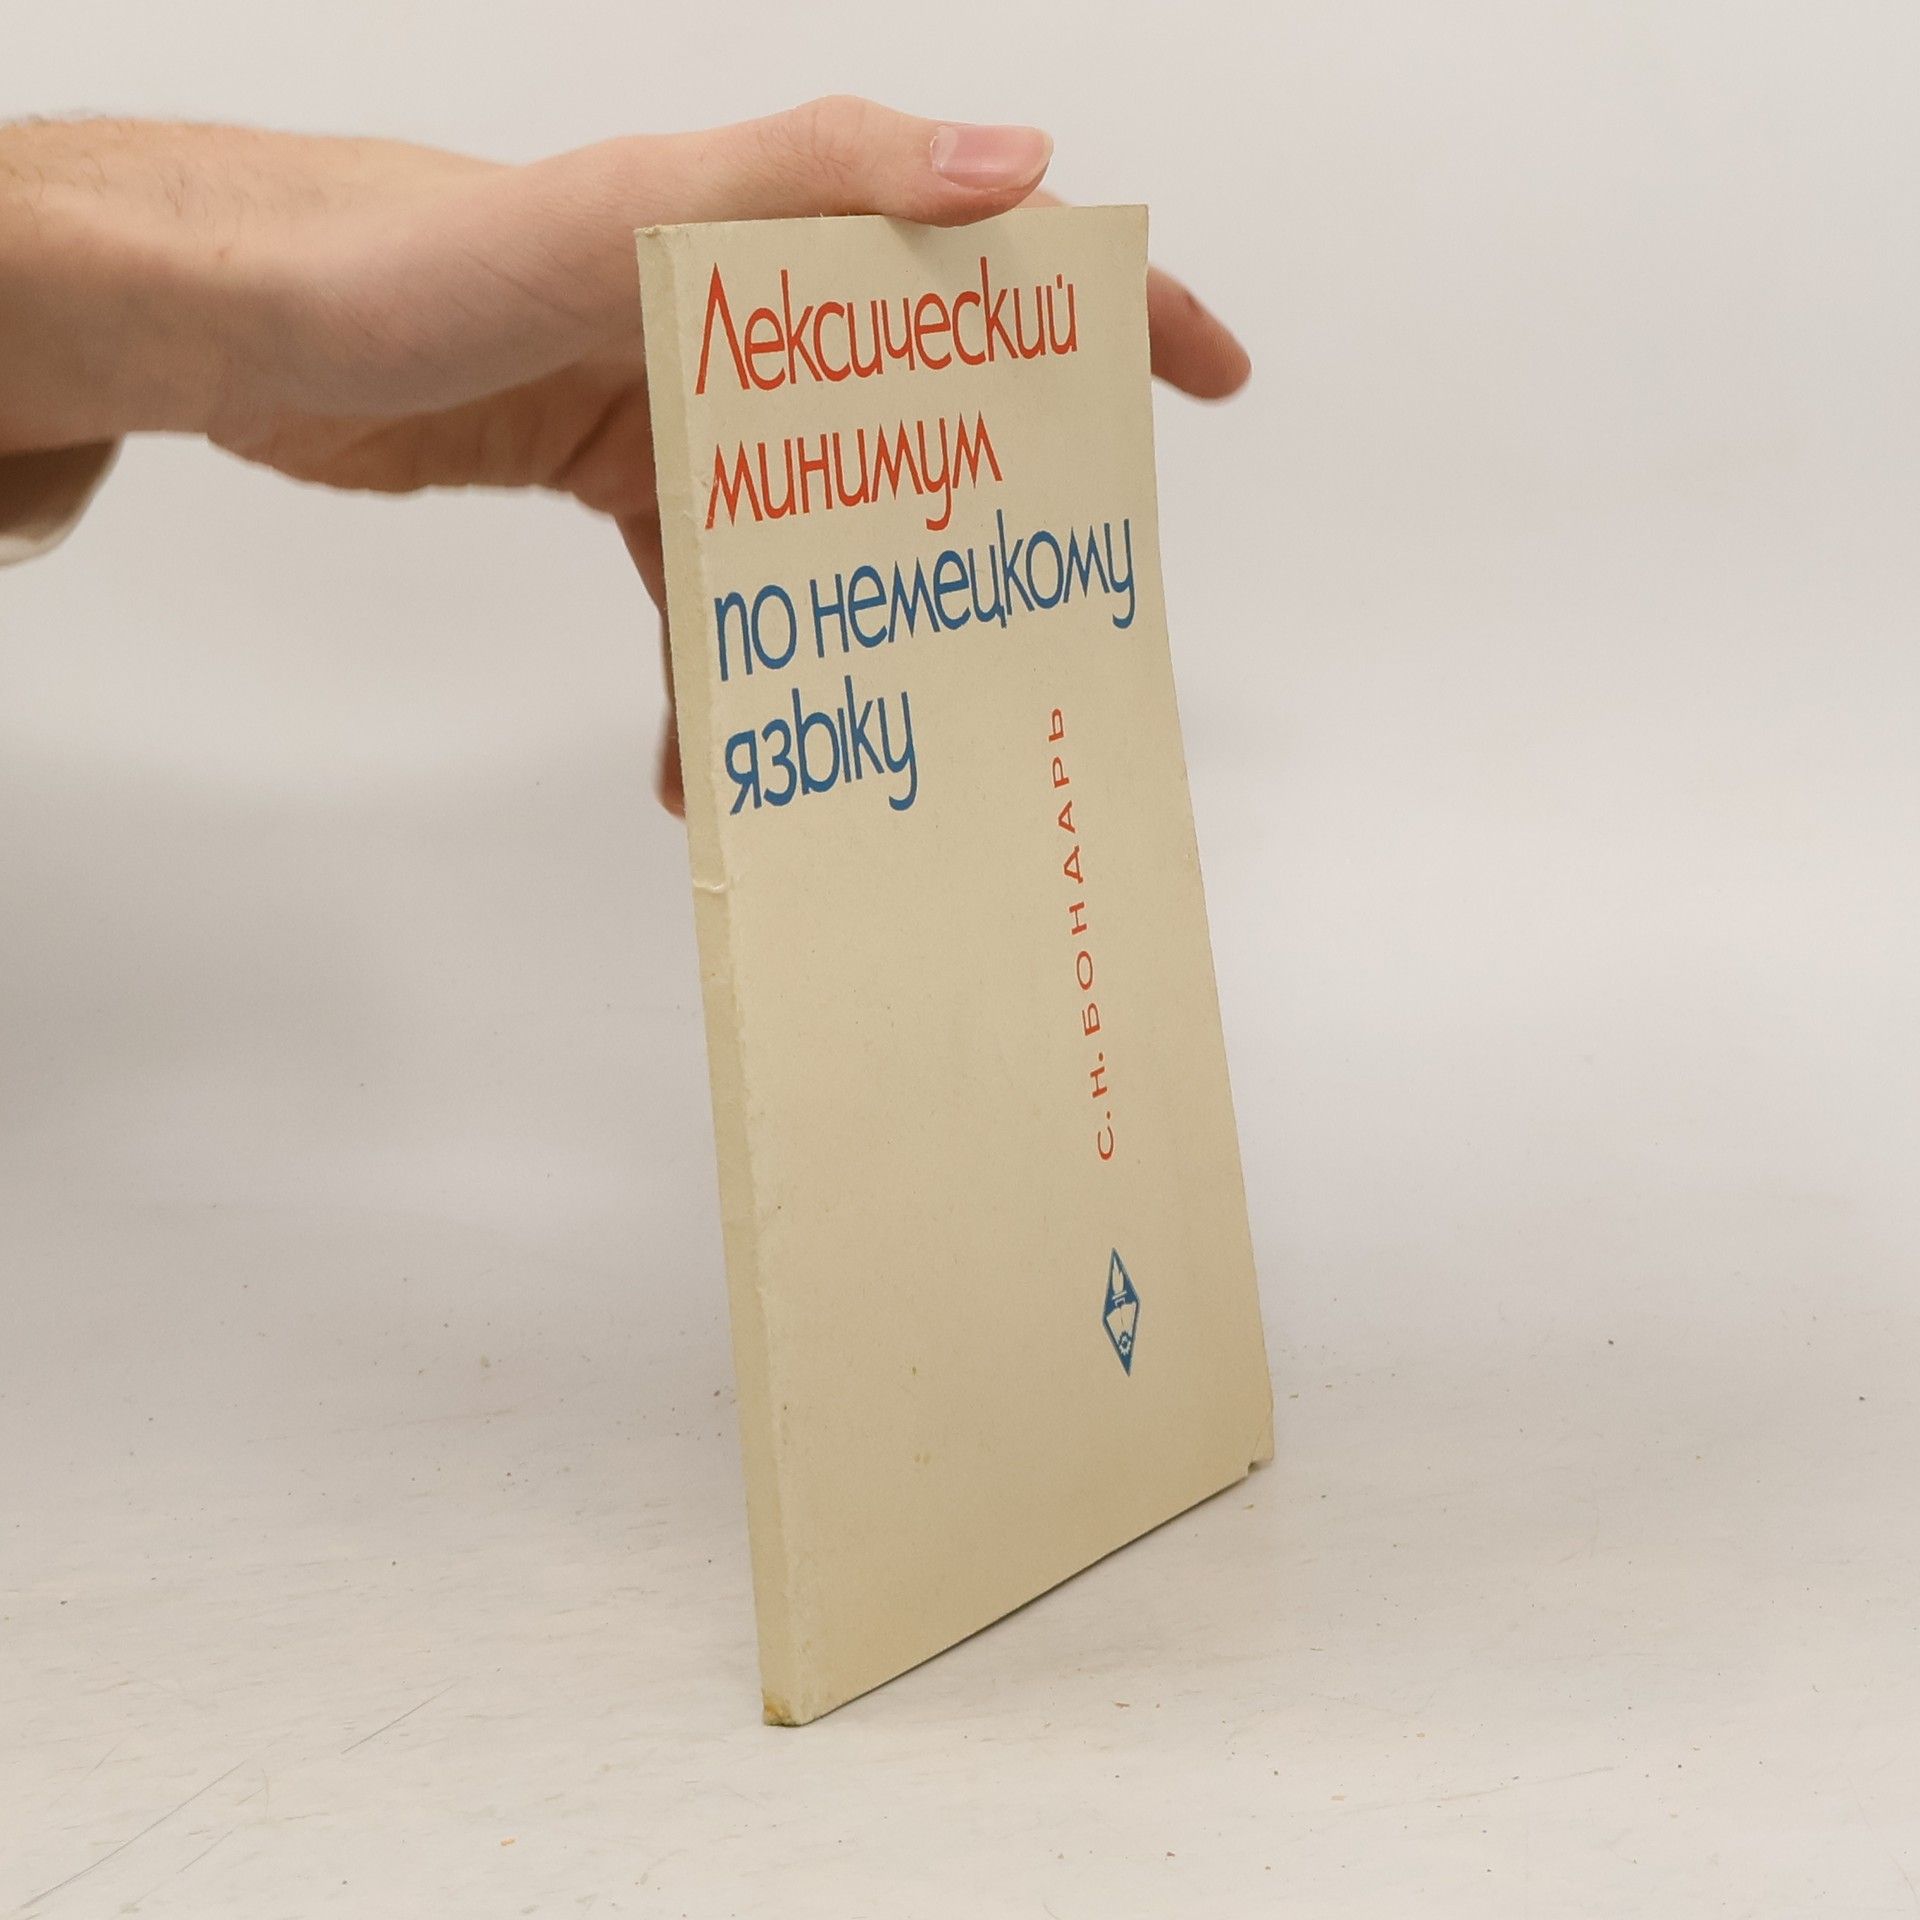 Лексический
минимум
по немецкому
языку
С.Н.БОНДАРЬ